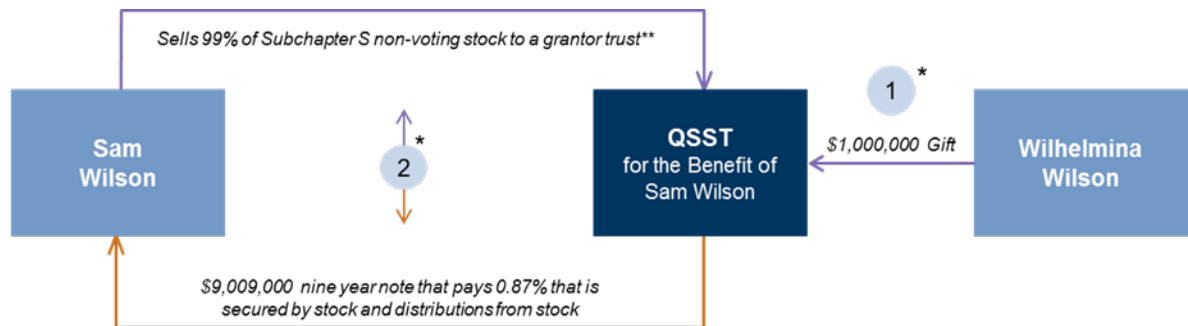 Sells 99% of Subchapter S non-voting stock to a grantor trust**
Sam
Wilson
2
*
QSST
for the Benefit of
Sam Wilson
1
*
$1,000,000 Gift
Wilhelmina
Wilson
$9,009,000 nine year note that pays 0.87% that is
secured by stock and distributions from stock